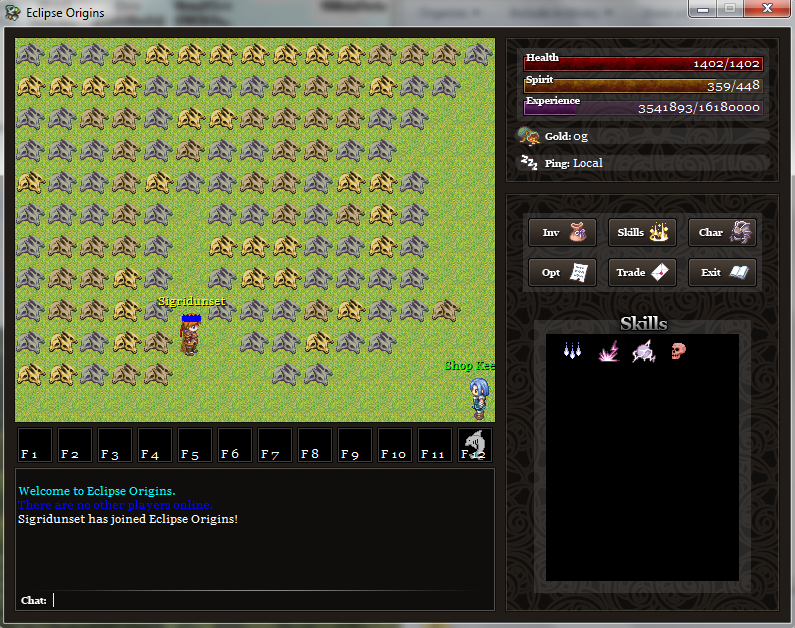 Eclipse Origins
Health
1402/1402
Spirit
359/448
Experience
3541893/16180000
Gold: 0g
Ping: Local
Inv Skills Char
Opt Trade Exit
Skills
Sigridunset
Shop Kee
F1 F2 F3 F4 F5 F6 F7 F8 F9 F10 F11 F12
Welcome to Eclipse Origins.
There are no other players online.
Sigridunset has joined Eclipse Origins!
Chat: